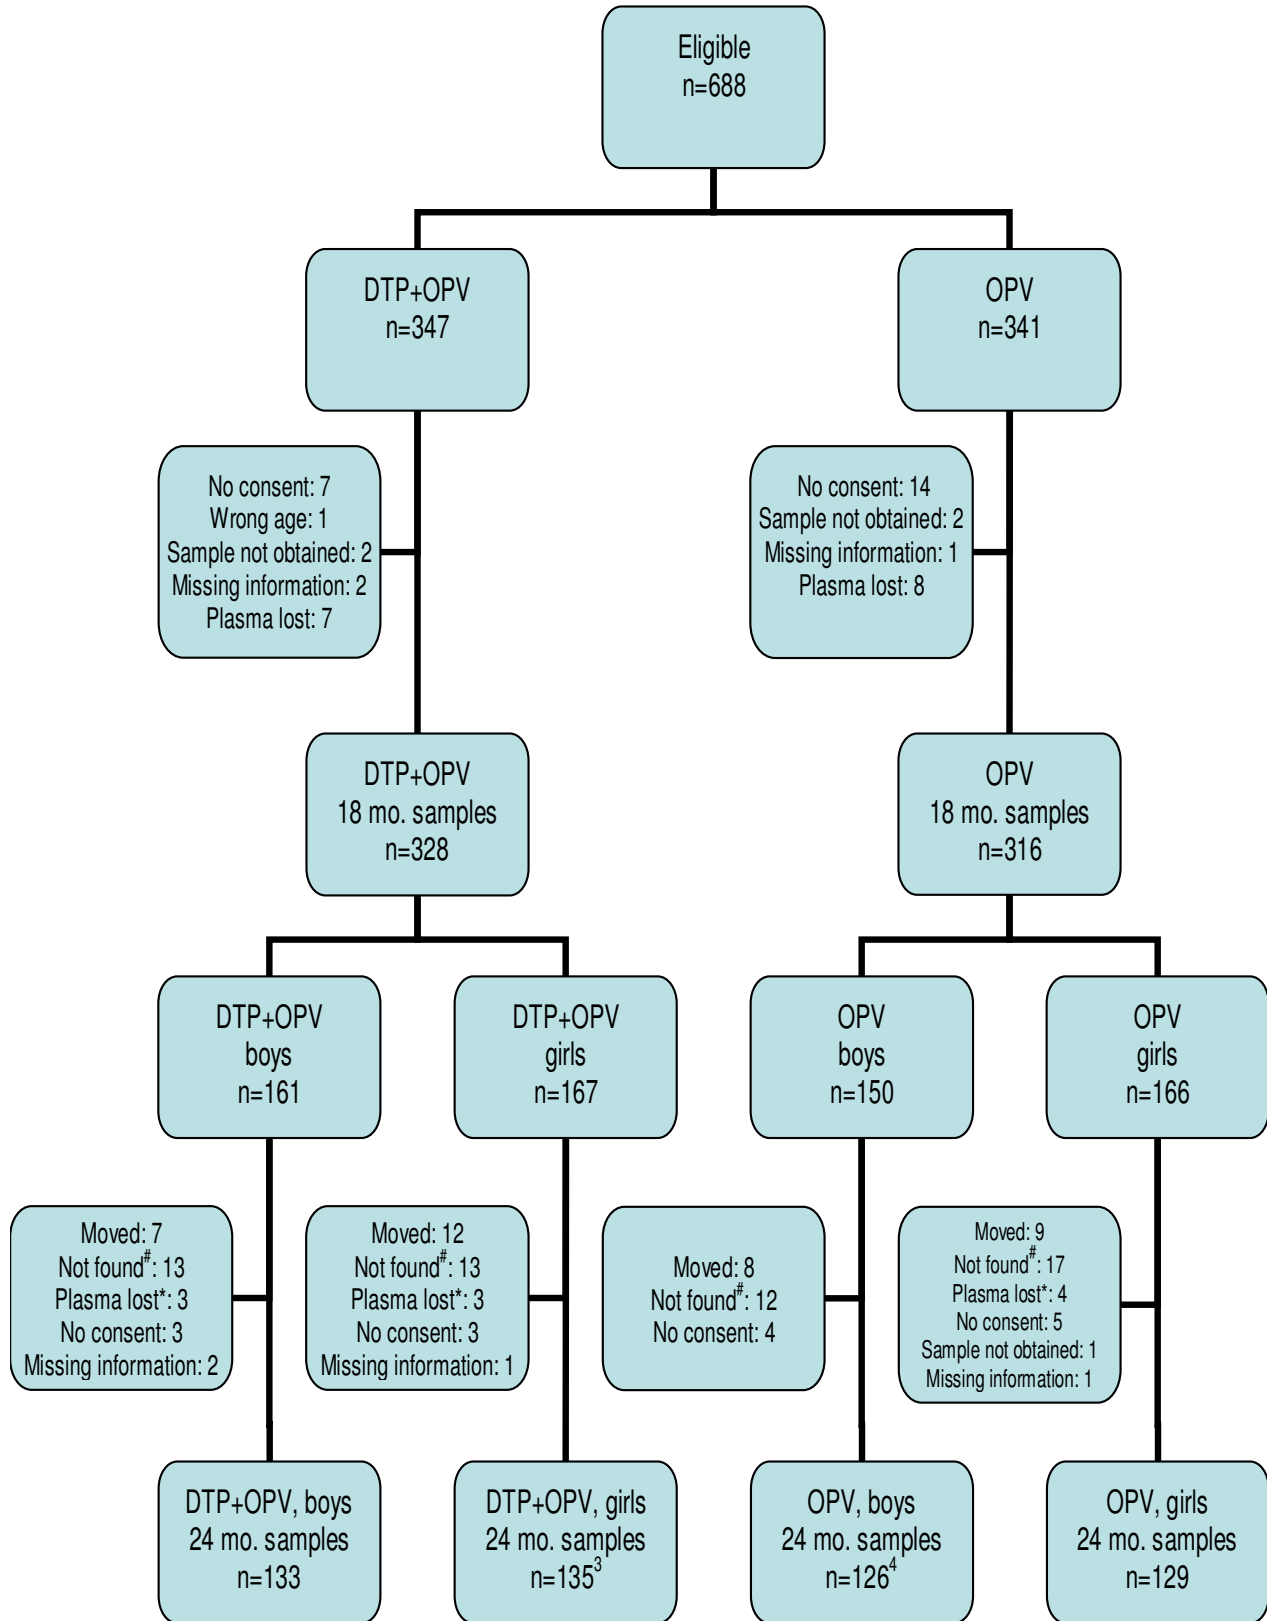 Eligible
n=688
DTP+OPV
n=347
OPV
n=341
No consent: 7
Wrong age: 1
Sample not obtained: 2
Missing information: 2
Plasma lost: 7
No consent: 14
Sample not obtained: 2
Missing information: 1
Plasma lost: 8
DTP+OPV
18 mo. samples
n=328
OPV
18 mo. samples
n=316
DTP+OPV
boys
n=161
DTP+OPV
girls
n=167
OPV
boys
n=150
OPV
girls
n=166
Moved: 7
Not found#: 13
Plasma lost*: 3
No consent: 3
Missing information: 2
Moved: 12
Not found#: 13
Plasma lost*: 3
No consent: 3
Missing information: 1
Moved: 8
Not found#: 12
No consent: 4
Moved: 9
Not found#: 17
Plasma lost*: 4
No consent: 5
Sample not obtained: 1
Missing information: 1
DTP+OPV, boys
24 mo. samples
n=133
DTP+OPV, girls
24 mo. samples
n=135³
OPV, boys
24 mo. samples
n=126⁴
OPV, girls
24 mo. samples
n=129